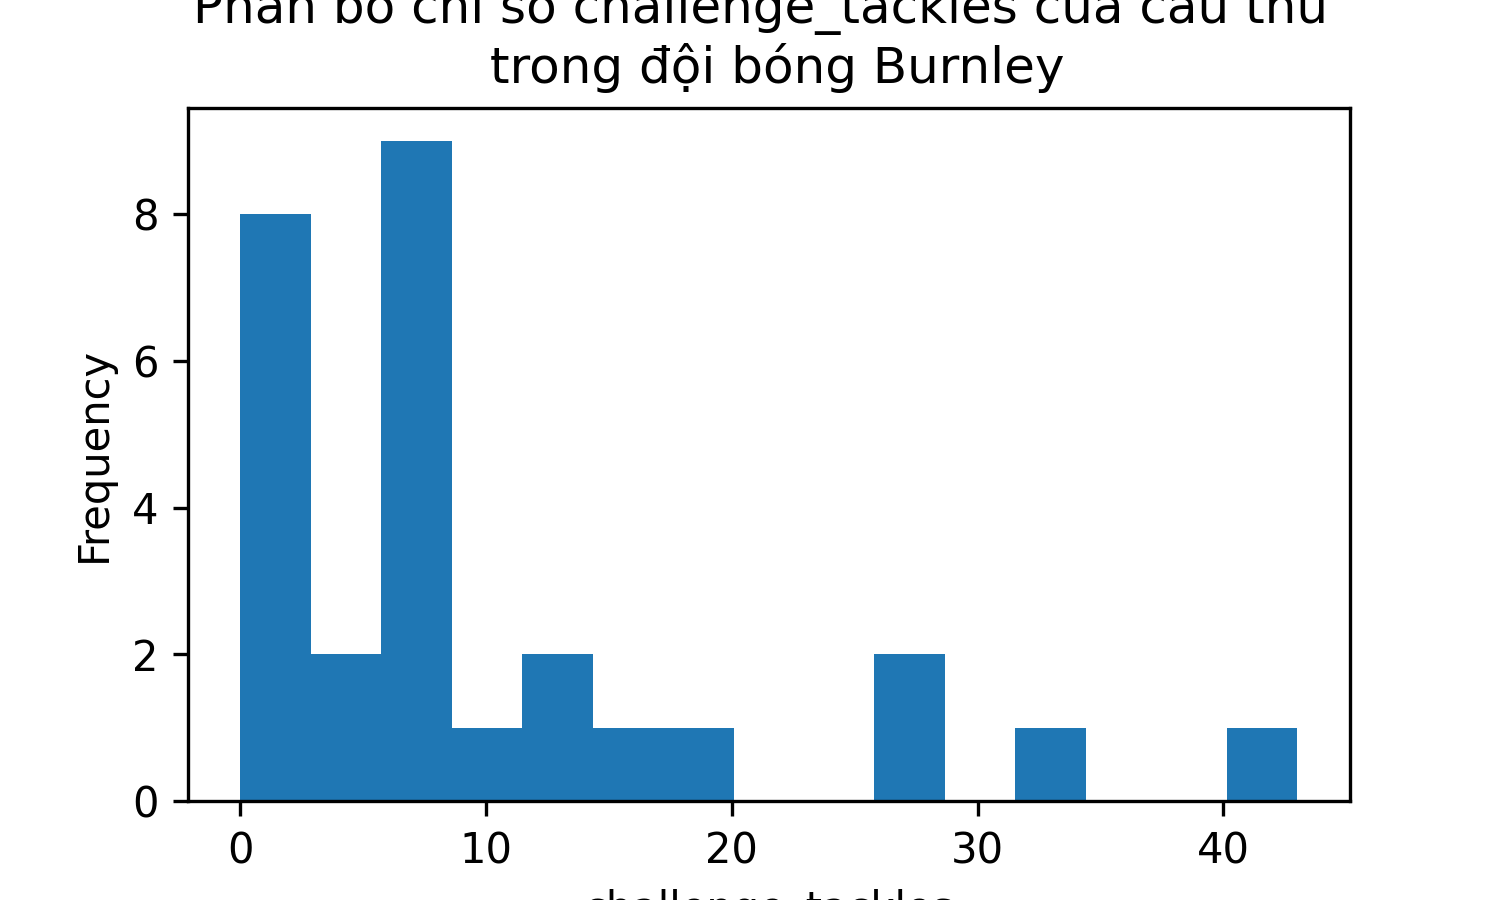 Phân bố chỉ số challenge_tackles của cầu thủ
trong đội bóng Burnley
8
6
4
2
0
Frequency
0 10 20 30 40
challenge_tackles